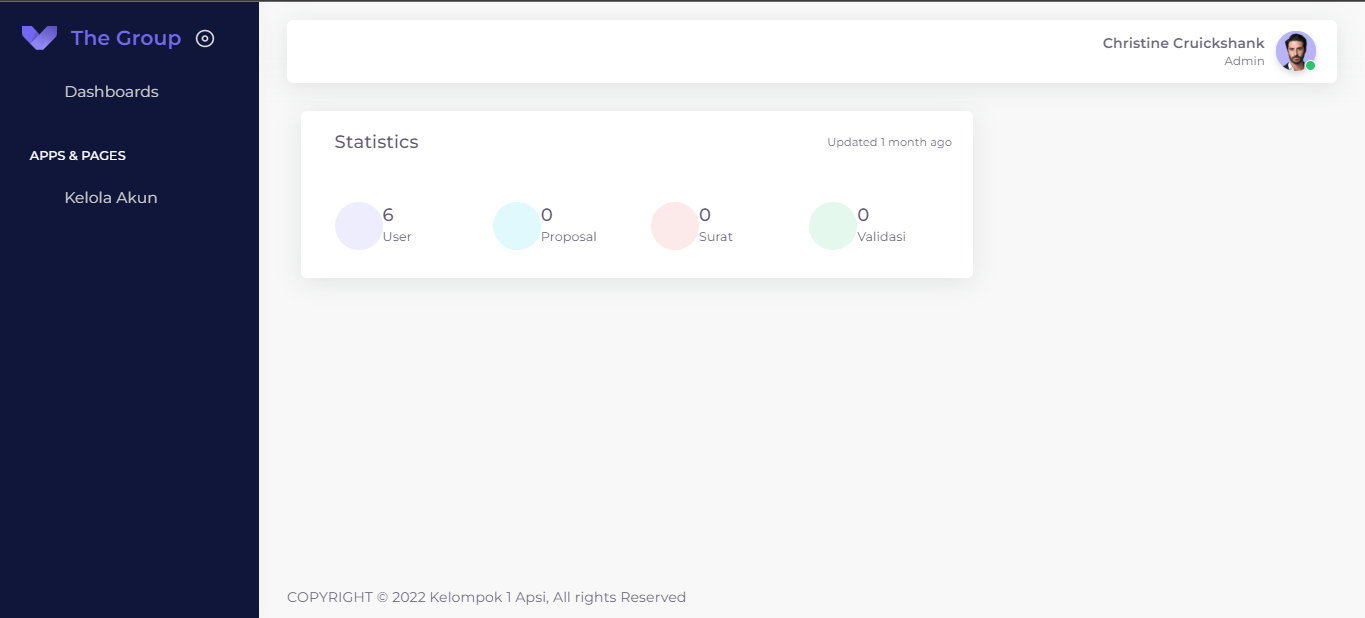 The Group
Dashboards
APPS & PAGES
Kelola Akun
Christine Cruickshank
Admin
Statistics
Updated 1 month ago
6
User
0
Proposal
0
Surat
0
Validasi
COPYRIGHT © 2022 Kelompok 1 Apsi, All rights Reserved